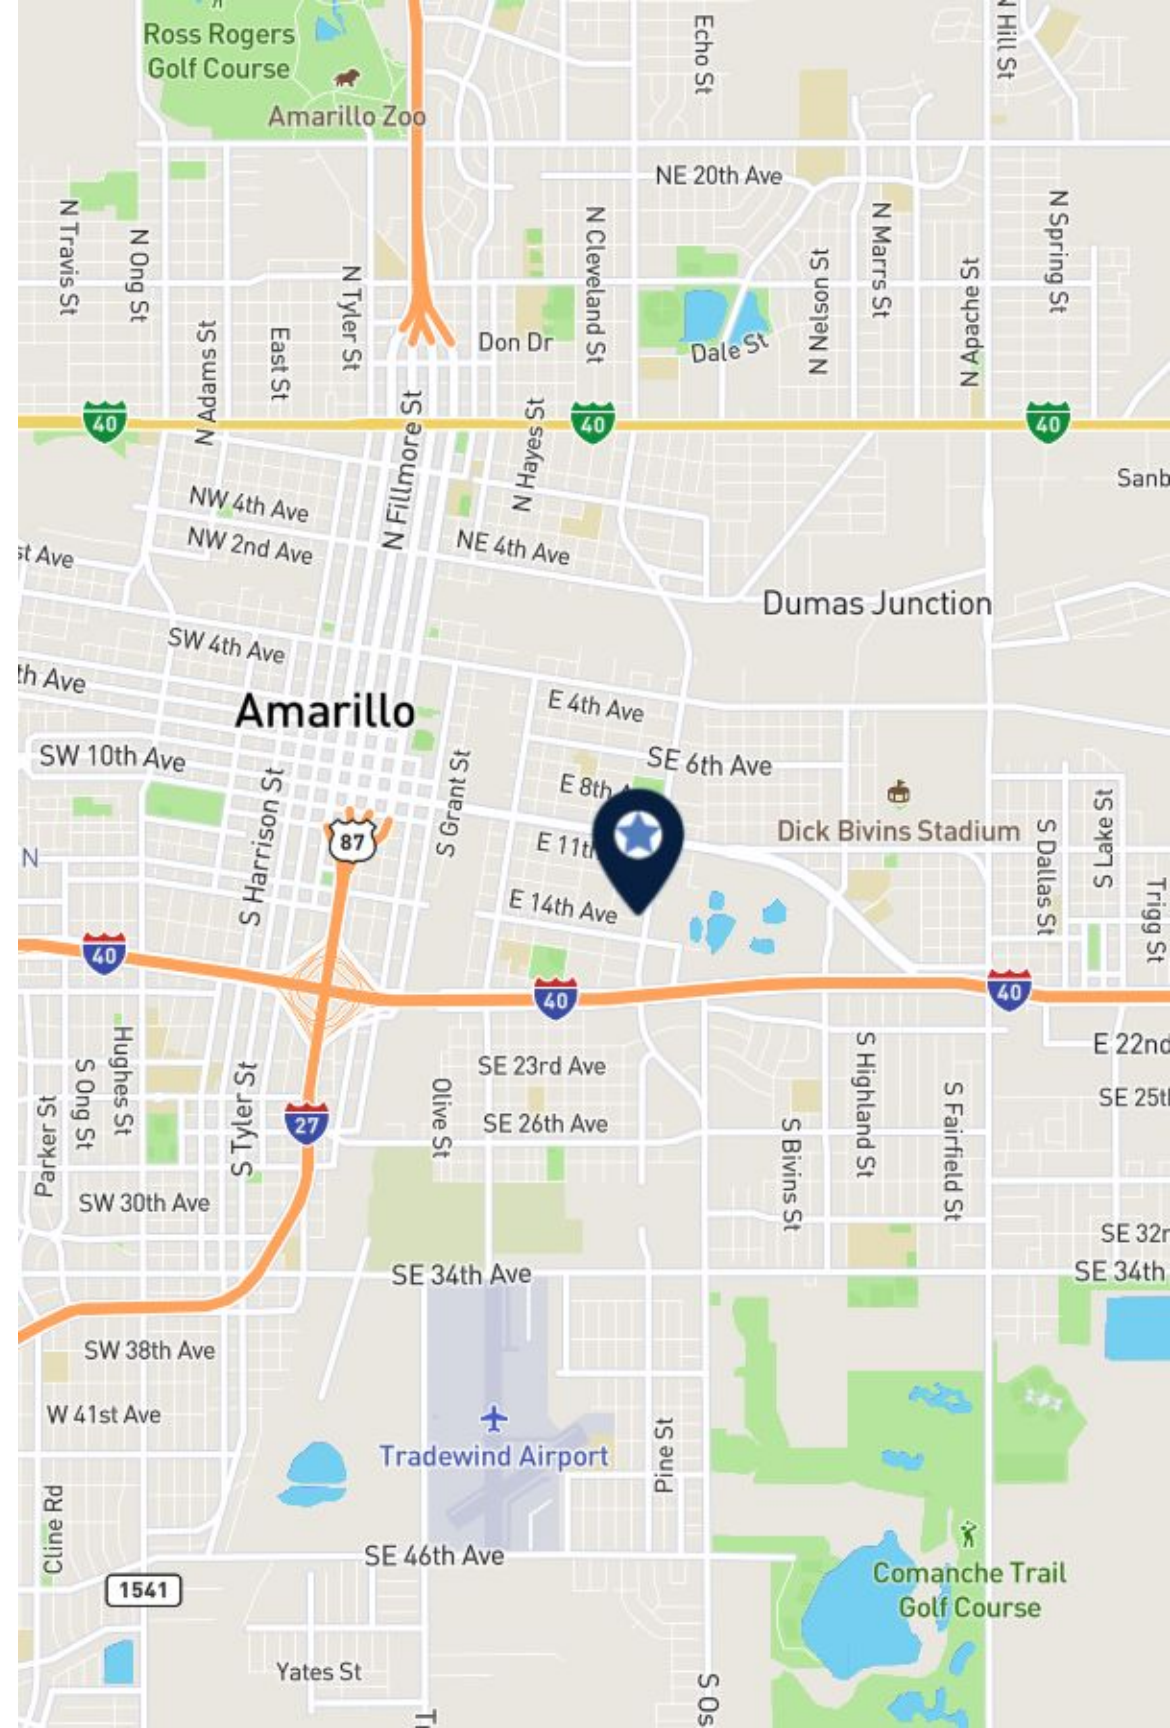 Ross Rogers
Golf Course
Echo St
N Hill St
Amarillo Zoo
NE 20th Ave
N Travis St
N Ong St
N Tyler St
N Cleveland St
N Nelson St
N Marrs St
N Apache St
N Spring St
N Adams St
East St
Don Dr
Dale St
40
40
40
N Fillmore St
N Hayes St
Sanb
NW 4th Ave
NW 2nd Ave
NE 4th Ave
st Ave
Dumas Junction
SW 4th Ave
th Ave
Amarillo
E 4th Ave
SW 10th Ave
SE 6th Ave
E 8th A
S Harrison St
S Grant St
87
Dick Bivins Stadium
E 11th
N
S Dallas St
S Lake St
Trigg St
E 14th Ave
40
40
40
Hughes St
S Ong St
Parker St
S Tyler St
27
Olive St
SE 23rd Ave
SE 26th Ave
S Highland St
S Fairfield St
S Bivins St
E 22nd
SE 25th
SW 30th Ave
SE 32n
SE 34th Ave
SE 34th
SW 38th Ave
W 41st Ave
Tradewind Airport
Pine St
Cline Rd
SE 46th Ave
1541
Comanche Trail
Golf Course
Yates St
S Os